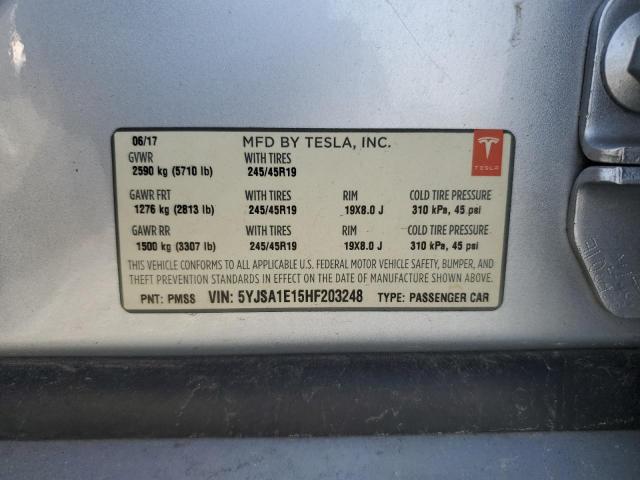 06/17 MFD BY TESLA, INC.
GVWR WITH TIRES
2590 kg (5710 lb) 245/45R19
TESLA
GAWR FRT WITH TIRES RIM COLD TIRE PRESSURE
1276 kg (2813 lb) 245/45R19 19X8.0 J 310 kPa, 45 psi
GAWR RR WITH TIRES RIM COLD TIRE PRESSURE
1500 kg (3307 lb) 245/45R19 19X8.0 J 310 kPa, 45 psi
THIS VEHICLE CONFORMS TO ALL APPLICABLE U.S. FEDERAL MOTOR VEHICLE SAFETY, BUMPER, AND
THEFT PREVENTION STANDARDS IN EFFECT ON THE DATE OF MANUFACTURE SHOWN ABOVE.
PNT: PMSS VIN: 5YJSA1E15HF203248 TYPE: PASSENGER CAR